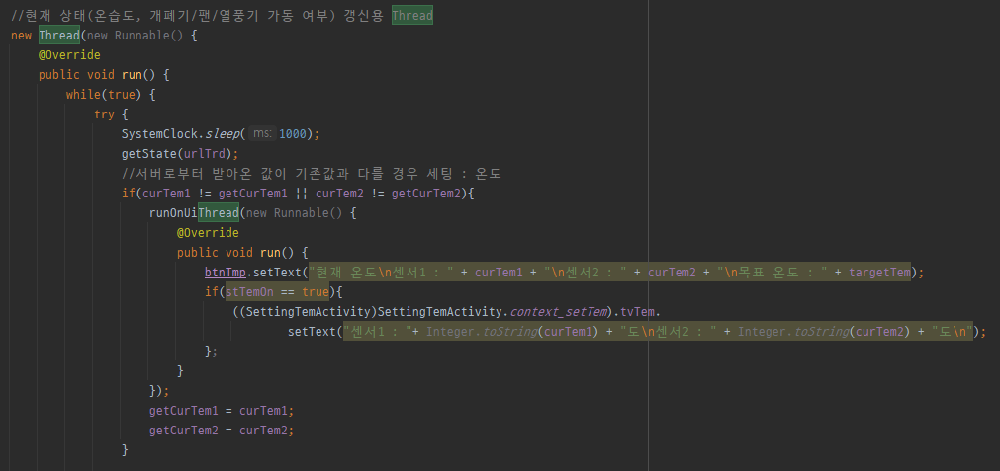 //현재 상태(온습도, 개폐기/팬/열풍기 가동 여부) 갱신용 Thread
new Thread(new Runnable() {
@Override
public void run() {
while(true) {
try {
SystemClock.sleep( ms: 1000);
getState(urlTrd);
//서버로부터 받아온 값이 기존값과 다를 경우 세팅 : 온도
if(curTem1 != getCurTem1 || curTem2 != getCurTem2){
runOnUiThread(new Runnable() {
@Override
public void run() {
btnTmp.setText("현재 온도\n센서1 : " + curTem1 + "\n센서2 : " + curTem2 + "\n목표 온도 : " + targetTem);
if(stTemOn == true){
((SettingTemActivity)SettingTemActivity.context_setTem).tvTem.
setText("센서1 : "+ Integer.toString(curTem1) + "도\n센서2 : " + Integer.toString(curTem2) + "도\n");
};
}
});
getCurTem1 = curTem1;
getCurTem2 = curTem2;
}